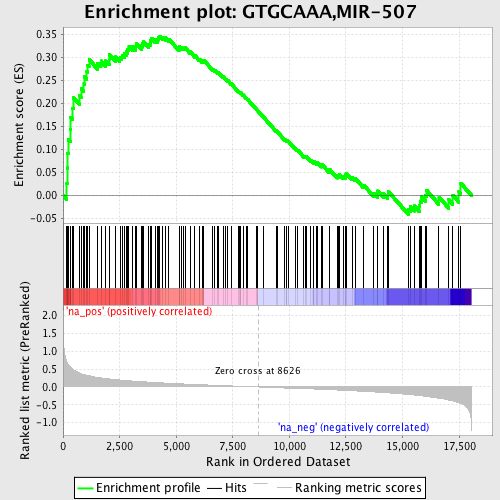 Enrichment plot: GTGCAAA,MIR-507
Enrichment score (ES)
0.35
0.30
0.25
0.20
0.15
0.10
0.05
0.00
-0.05
'na_pos' (positively correlated)
Ranked list metric (PreRanked)
2.0
1.5
1.0
0.5
0.0
-0.5
-1.0
Zero cross at 8626
'na_neg' (negatively correlated)
0
2,500
5,000
7,500
10,000
12,500
15,000
17,500
Rank in Ordered Dataset
Enrichment profile
Hits
Ranking metric scores